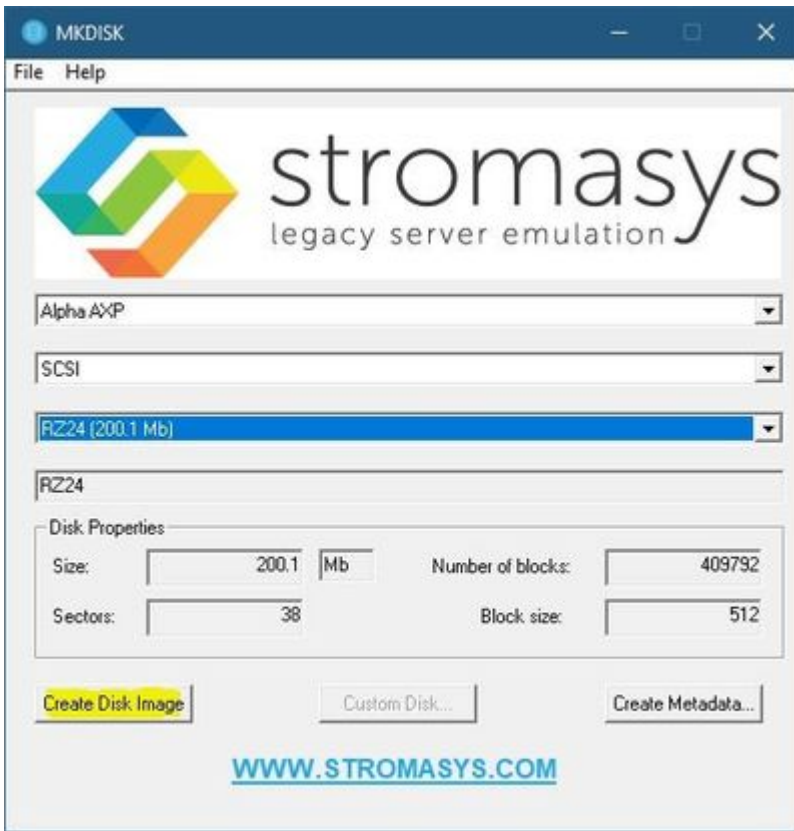 MKDISK
File Help
stromasys
legacy server emulation
Alpha AXP
SCSI
RZ24 (200.1 Mb)
RZ24
Disk Properties
Size: 200.1 Mb Number of blocks: 409792
Sectors: 38 Block size: 512
Create Disk Image Custom Disk... Create Metadata...
WWW.STROMASYS.COM